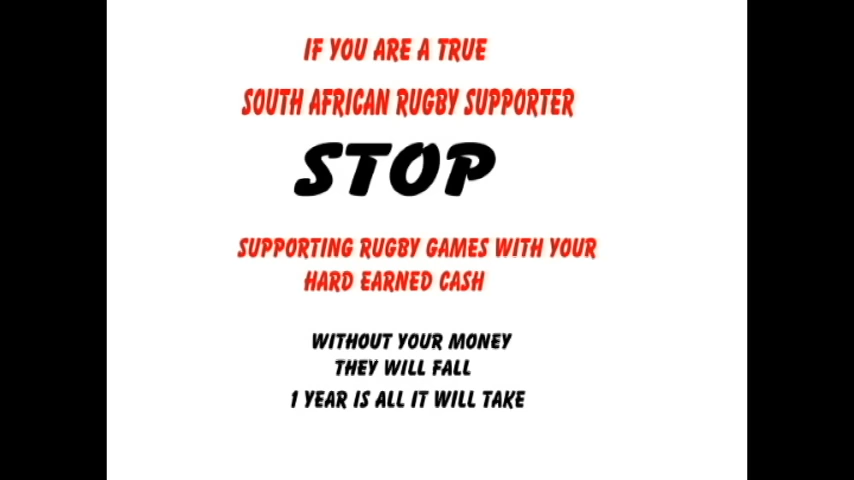 IF YOU ARE A TRUE
SOUTH AFRICAN RUGBY SUPPORTER
STOP
SUPPORTING RUGBY GAMES WITH YOUR
HARD EARNED CASH
WITHOUT YOUR MONEY
THEY WILL FALL
1 YEAR IS ALL IT WILL TAKE